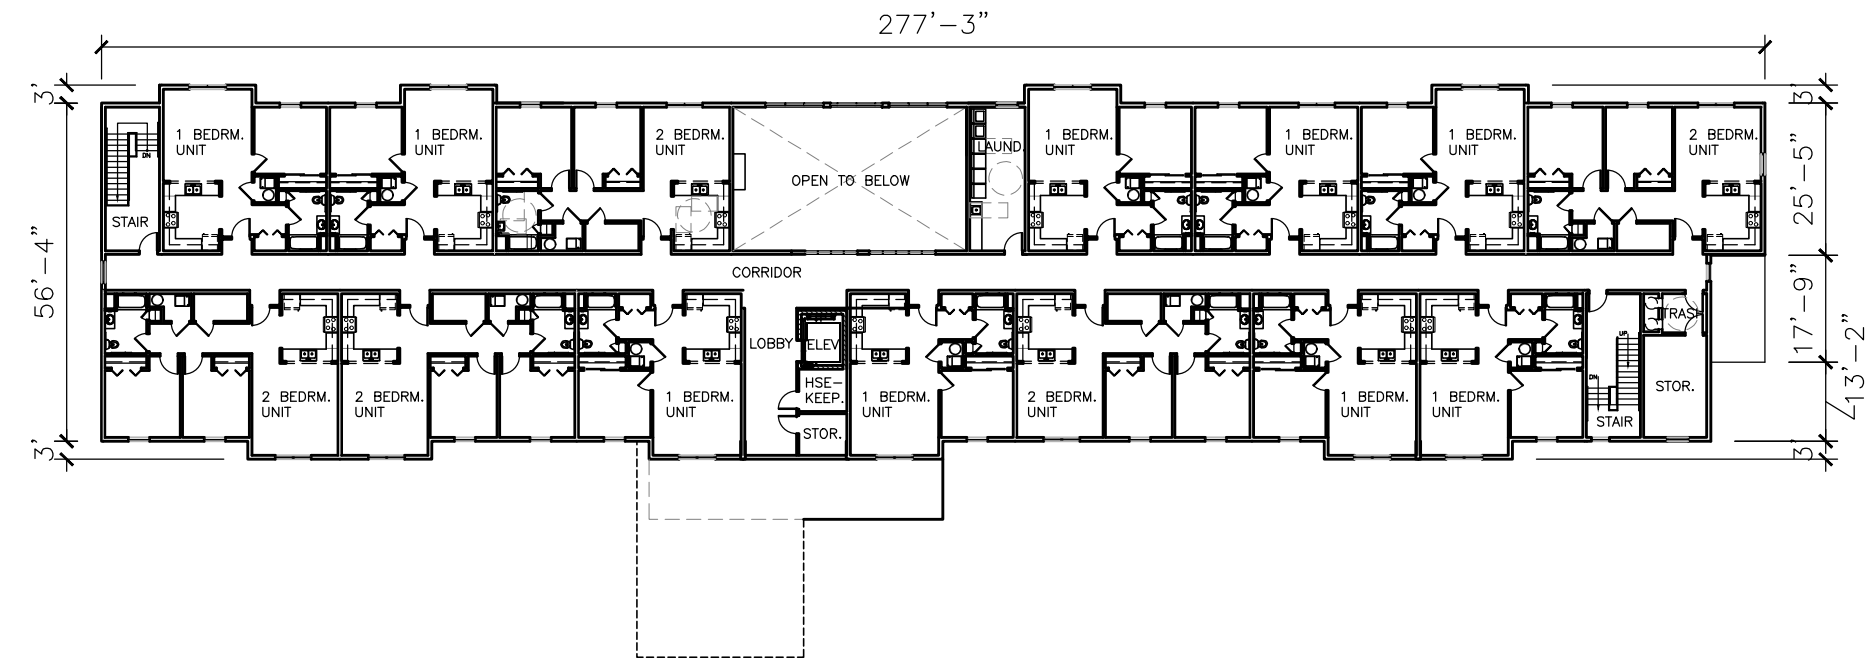 277'-3"
3'
3'
1 BEDRM.
UNIT
1 BEDRM.
UNIT
2 BEDRM.
UNIT
LAUND.
1 BEDRM.
UNIT
1 BEDRM.
UNIT
1 BEDRM.
UNIT
2 BEDRM.
UNIT
DN
OPEN TO BELOW
STAIR
25'-5"
56'-4"
CORRIDOR
17'-9"
13'-2"
LOBBY
ELEV.
TRASH
UP
DN
HSE-
KEEP.
STOR.
2 BEDRM.
UNIT
2 BEDRM.
UNIT
1 BEDRM.
UNIT
1 BEDRM.
UNIT
2 BEDRM.
UNIT
1 BEDRM.
UNIT
1 BEDRM.
UNIT
STAIR
STOR.
3'
3'